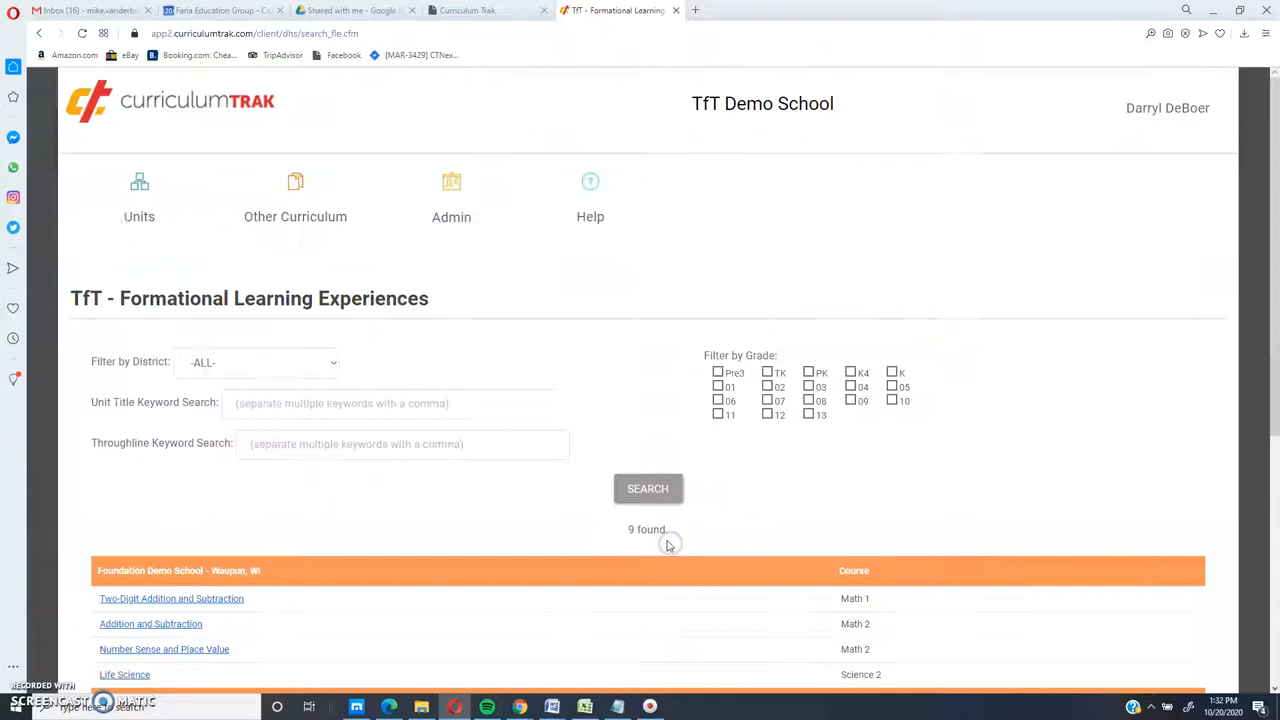 Inbox (16) - mike.vanderb
Faria Education Group - C
Shared with me - Google
Curriculum Trak
TfT - Formational Learning
app2.curriculumtrak.com/client/dhs/search_fle.cfm
Amazon.com
eBay
Booking.com: Chea...
TripAdvisor
Facebook
[MAR-3429] CTNex...
curriculumTRAK
TfT Demo School
Darryl DeBoer
Units
Other Curriculum
Admin
Help
TfT - Formational Learning Experiences
Filter by District:
-ALL-
Filter by Grade:
Pre3 TK PK K4 K
01 02 03 04 05
06 07 08 09 10
11 12 13
Unit Title Keyword Search:
(separate multiple keywords with a comma)
Throughline Keyword Search:
(separate multiple keywords with a comma)
SEARCH
9 found.
Foundation Demo School - Waupun, WI
Course
Two-Digit Addition and Subtraction
Math 1
Addition and Subtraction
Math 2
Number Sense and Place Value
Math 2
Life Science
Science 2
RECORDED WITH
SCREENCAST MATIC
Type here to search
1:32 PM
10/20/2020